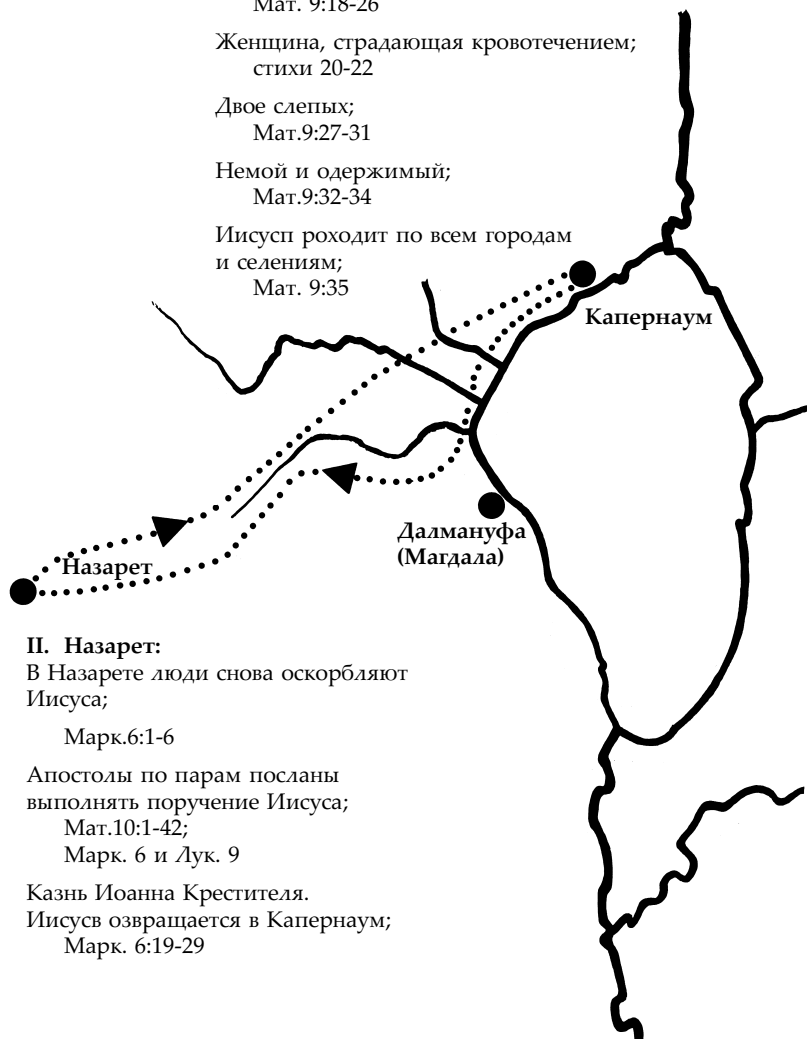 Мат. 9:18-26
Женщина, страдающая кровотечением;
стихи 20-22
Двое слепых;
Мат.9:27-31
Немой и одержимый;
Мат.9:32-34
Иисусп роходит по всем городам
и селениям;
Мат. 9:35
Капернаум
Далмануфа
(Магдала)
Назарет
II. Назарет:
В Назарете люди снова оскорбляют
Иисуса;
Марк.6:1-6
Апостолы по парам посланы
выполнять поручение Иисуса;
Мат.10:1-42;
Марк. 6 и Лук. 9
Казнь Иоанна Крестителя.
Иисусв озвращается в Капернаум;
Марк. 6:19-29